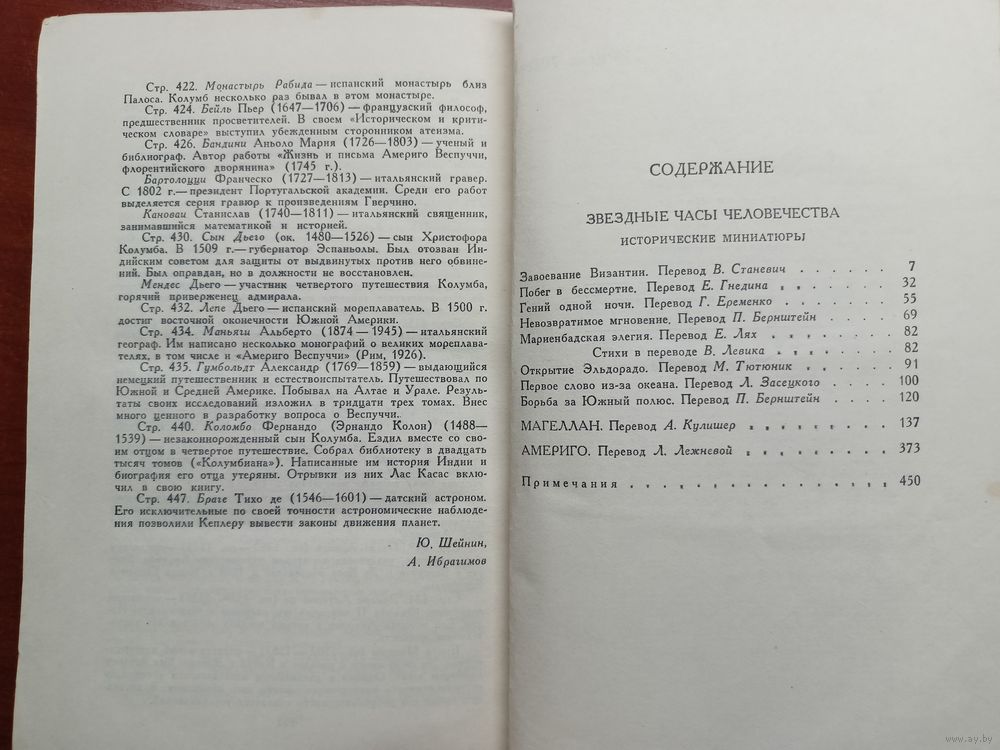 Стр. 422. Монастырь Рабида — испанский монастырь близ
Палоса. Колумб несколько раз бывал в этом монастыре.
Стр. 424. Бейль Пьер (1647—1706) — французский философ,
предшественник просветителей. В своем «Историческом и крити-
ческом словаре» выступил убежденным сторонником атеизма.
Стр. 426. Бандини Аньоло Мария (1726—1803) — ученый и
библиограф. Автор работы «Жизнь и письма Америго Веспуччи,
флорентийского дворянина» (1745 г.).
Бартолоцци Франческо (1727—1813) — итальянский гравер.
С 1802 г.— президент Португальской академии. Среди его работ
выделяется серия гравюр к произведениям Гверчино.
Кановаи Станислав (1740—1811) — итальянский священник,
занимавшийся математикой и историей.
Стр. 430. Сын Дьего (ок. 1480—1526) — сын Христофора
Колумба. В 1509 г.— губернатор Эспаньолы. Был отозван Ин-
дийским советом для защиты от выдвинутых против него обвине-
ний. Был оправдан, но в должности не восстановлен.
Мендес Дьего — участник четвертого путешествия Колумба,
горячий приверженец адмирала.
Стр. 432. Лепе Дьего — испанский мореплаватель. В 1500 г.
достиг восточной оконечности Южной Америки.
Стр. 434. Маньяги Альберто (1874—1945) — итальянский
географ. Им написано несколько монографий о великих мореплава-
телях, в том числе и «Америго Веспуччи» (Рим, 1926).
Стр. 435. Гумбольдт Александр (1769—1859) — выдающийся
немецкий путешественник и естествоиспытатель. Путешествовал по
Южной и Средней Америке. Побывал на Алтае и Урале. Резуль-
таты своих исследований изложил в тридцати трех томах. Внес
много ценного в разработку вопроса о Веспуччи.
Стр. 440. Коломбо Фернандо (Эрнандо Колон) (1488—
1539) — незаконнорожденный сын Колумба. Ездил вместе со сво-
им отцом в четвертое путешествие. Собрал библиотеку в двадцать
тысяч томов («Колумбиана»). Написанные им история Индии и
биография его отца утеряны. Отрывки из них Лас Касас вклю-
чил в свою книгу.
Стр. 447. Браге Тихо де (1546—1601) — датский астроном.
Его исключительные по своей точности астрономические наблюде-
ния позволили Кеплеру вывести законы движения планет.
Ю. Шейнин,
А. Ибрагимов
СОДЕРЖАНИЕ
ЗВЕЗДНЫЕ ЧАСЫ ЧЕЛОВЕЧЕСТВА
ИСТОРИЧЕСКИЕ МИНИАТЮРЫ
Завоевание Византии. Перевод В. Станевич . . . . . . 7
Побег в бессмертие. Перевод Е. Гнедина . . . . . . . 32
Гений одной ночи. Перевод Г. Еременко . . . . . . . 55
Невозвратимое мгновение. Перевод П. Бернштейн . . . . 69
Мариенбадская элегия. Перевод Е. Лях . . . . . . . . 82
Стихи в переводе В. Левика . . . . . . . . 82
Открытие Эльдорадо. Перевод М. Тютюник . . . . . . 91
Первое слово из-за океана. Перевод Л. Засецкого . . . . 100
Борьба за Южный полюс. Перевод П. Бернштейн . . . . 120
МАГЕЛЛАН. Перевод А. Кулишер . . . . . . . . . 137
АМЕРИГО. Перевод Л. Лежневой . . . . . . . . . 373
Примечания . . . . . . . . . . . . . . . . 450
www.ay.by